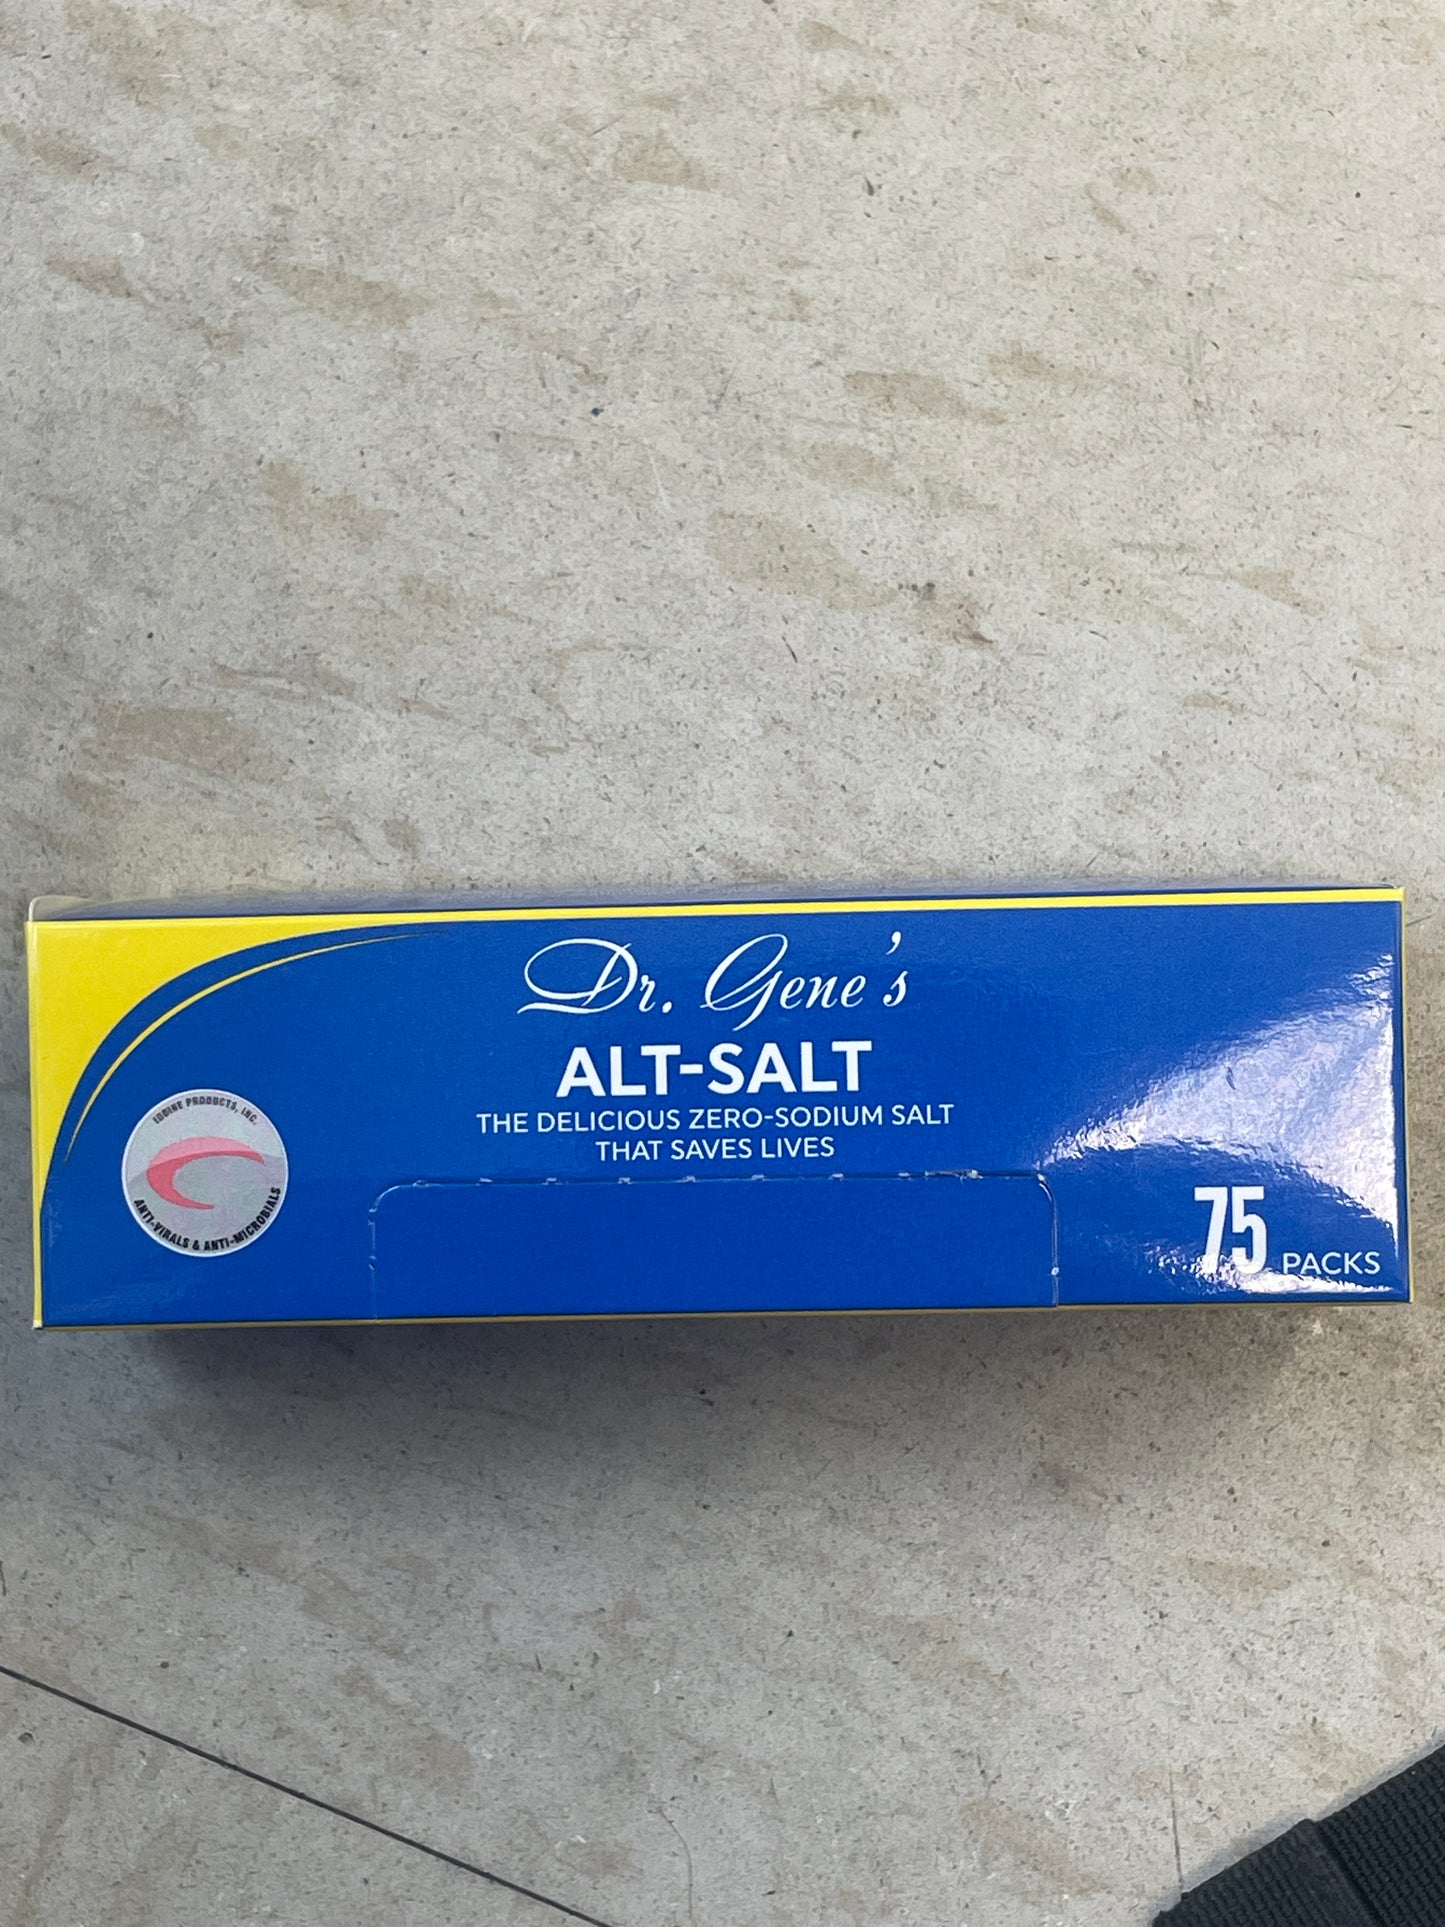 Dr. Gene's
ALT-SALT
THE DELICIOUS ZERO-SODIUM SALT
THAT SAVES LIVES
IODINE PRODUCTS, INC.
ANTI-VIRALS & ANTI-MICROBIALS
75 PACKS